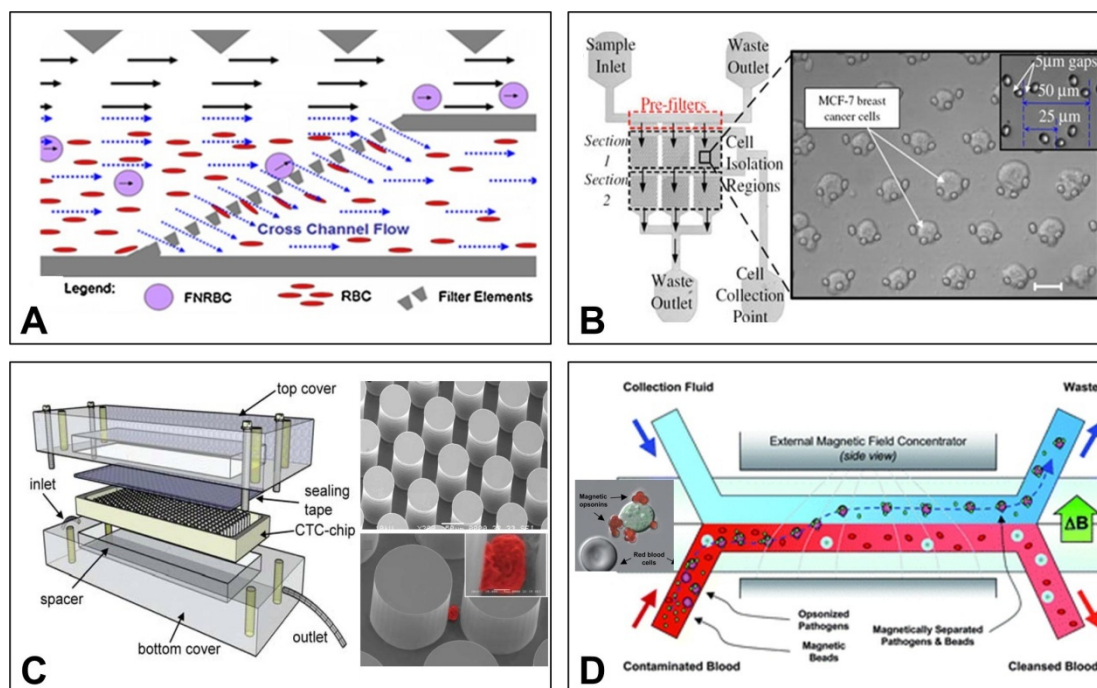 Cross Channel Flow
Legend:
FNRBC
RBC
Filter Elements
A
Sample
Inlet
Waste
Outlet
Pre-filters
Section
1
Section
2
Cell
Isolation
Regions
Waste
Outlet
Cell
Collection
Point
MCF-7 breast
cancer cells
5μm gaps
50 μm
25 μm
B
top cover
inlet
sealing
tape
CTC-chip
spacer
outlet
bottom cover
C
Collection Fluid
Waste
External Magnetic Field Concentrator
(side view)
Magnetic
opsonins
Red blood
cells
ΔB
Opsonized
Pathogens
Magnetic
Beads
Magnetically Separated
Pathogens & Beads
Contaminated Blood
Cleansed Blood
D